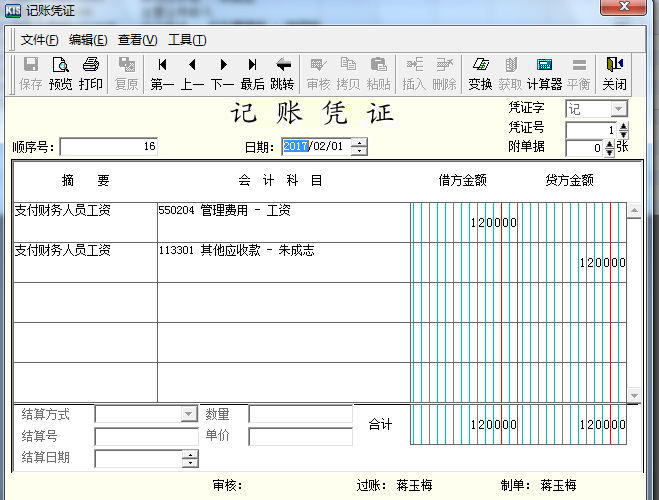 KIS 记账凭证
文件(F) 编辑(E) 查看(V) 工具(T)
保存 预览 打印 复原 第一 上一 下一 最后 跳转 审核 拷贝 粘贴 插入 删除 变换 获取 计算器 平衡 关闭
记账凭证
凭证字 记
凭证号 1
顺序号: 16 日期: 2017/02/01 附单据 0 张
摘 要 会 计 科 目 借方金额 贷方金额
支付财务人员工资 550204 管理费用 - 工资 120000
支付财务人员工资 113301 其他应收款 - 朱成志 120000
结算方式 数量
合计 120000 120000
结算号 单价
结算日期
审核: 过账: 蒋玉梅 制单: 蒋玉梅